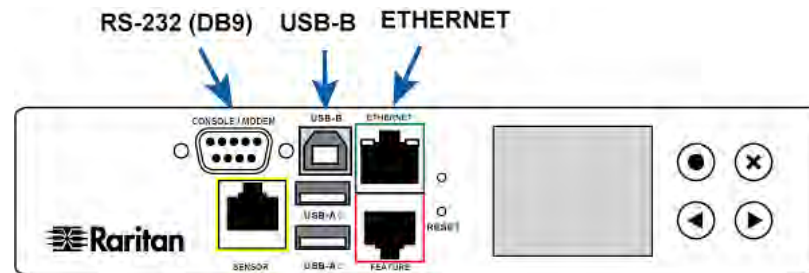 RS-232 (DB9) USB-B ETHERNET
CONSOLE / MODEM USB-B ETHERNET
USB-A
RESET
Raritan
SENSOR USB-A FEATURE